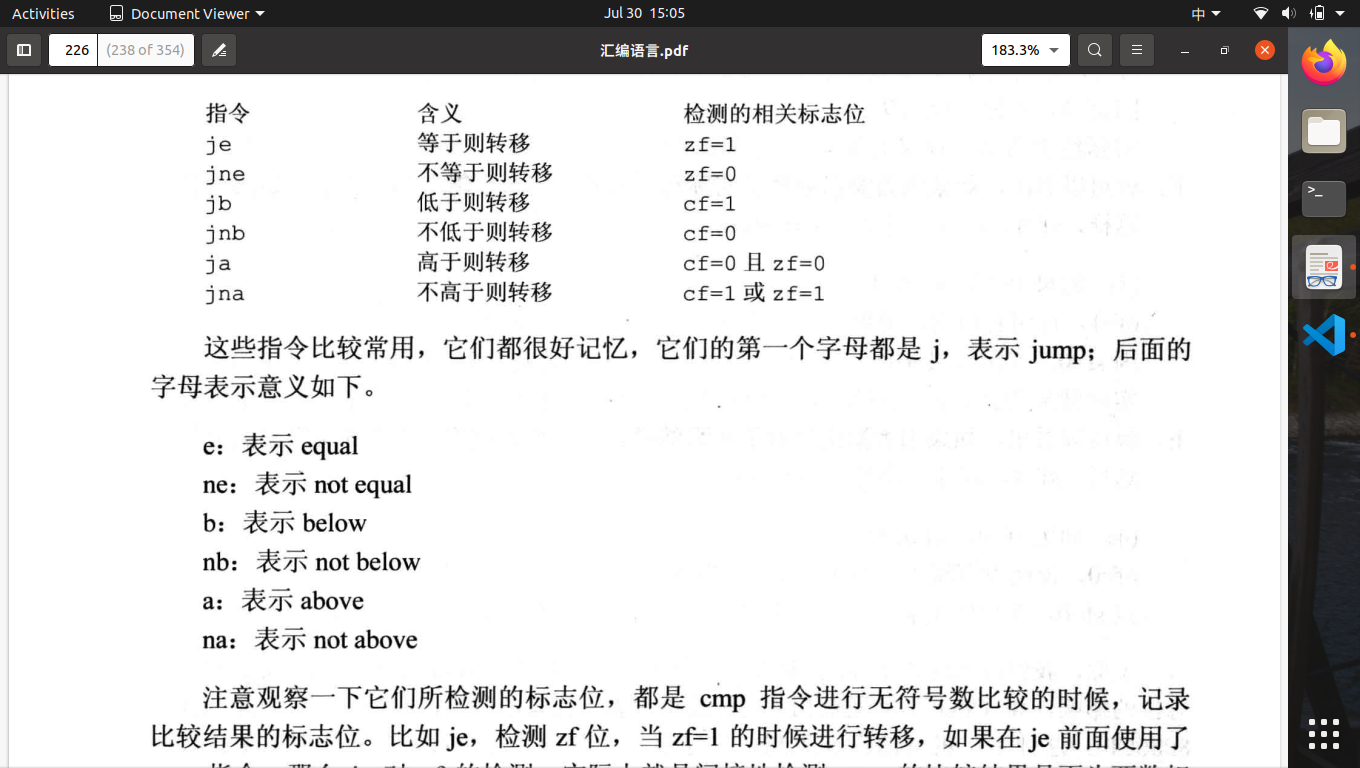 Activities Document Viewer Jul 30 15:05 中
226 (238 of 354) 汇编语言.pdf 183.3%
指令 含义 检测的相关标志位
je 等于则转移 zf=1
jne 不等于则转移 zf=0
jb 低于则转移 cf=1
jnb 不低于则转移 cf=0
ja 高于则转移 cf=0 且 zf=0
jna 不高于则转移 cf=1 或 zf=1
这些指令比较常用，它们都很好记忆，它们的第一个字母都是 j，表示 jump；后面的
字母表示意义如下。
e：表示 equal
ne：表示 not equal
b：表示 below
nb：表示 not below
a：表示 above
na：表示 not above
注意观察一下它们所检测的标志位，都是 cmp 指令进行无符号数比较的时候，记录
比较结果的标志位。比如 je，检测 zf 位，当 zf=1 的时候进行转移，如果在 je 前面使用了